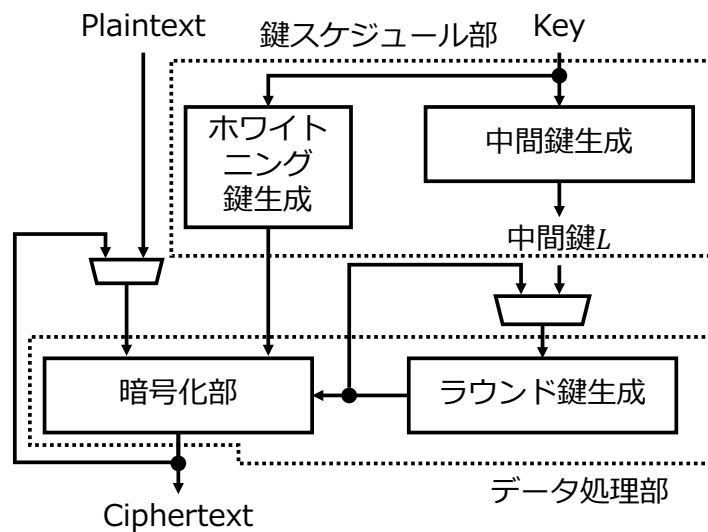 Plaintext
鍵スケジュール部
Key
ホワイト
ニング
鍵生成
中間鍵生成
中間鍵L
暗号化部
ラウンド鍵生成
データ処理部
Ciphertext